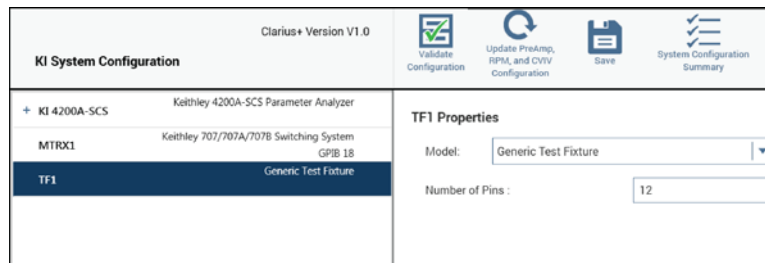 Clarius+ Version V1.0
KI System Configuration
Validate
Configuration
Update PreAmp,
RPM, and CVIV
Configuration
Save
System Configuration
Summary
+ KI 4200A-SCS Keithley 4200A-SCS Parameter Analyzer
MTRX1 Keithley 707/707A/707B Switching System
GPIB 18
TF1 Generic Test Fixture
TF1 Properties
Model: Generic Test Fixture
Number of Pins : 12